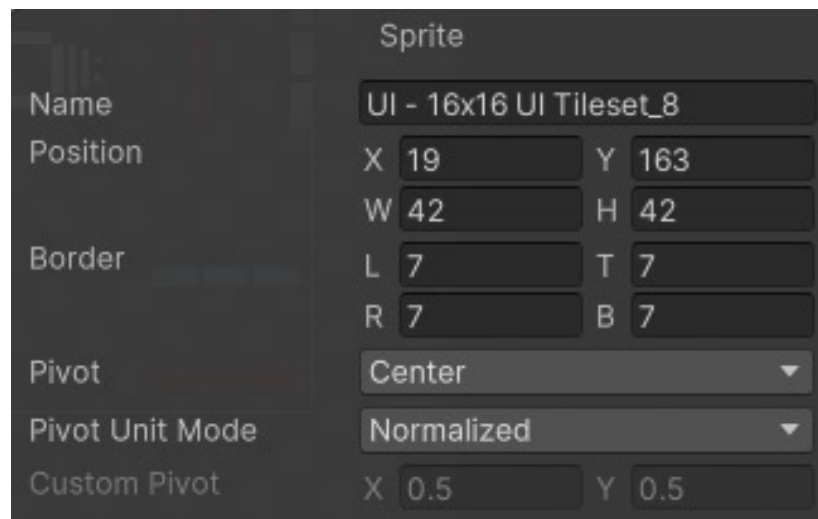 Sprite
Name UI - 16x16 UI Tileset_8
Position X 19 Y 163
W 42 H 42
Border L 7 T 7
R 7 B 7
Pivot Center
Pivot Unit Mode Normalized
Custom Pivot X 0.5 Y 0.5